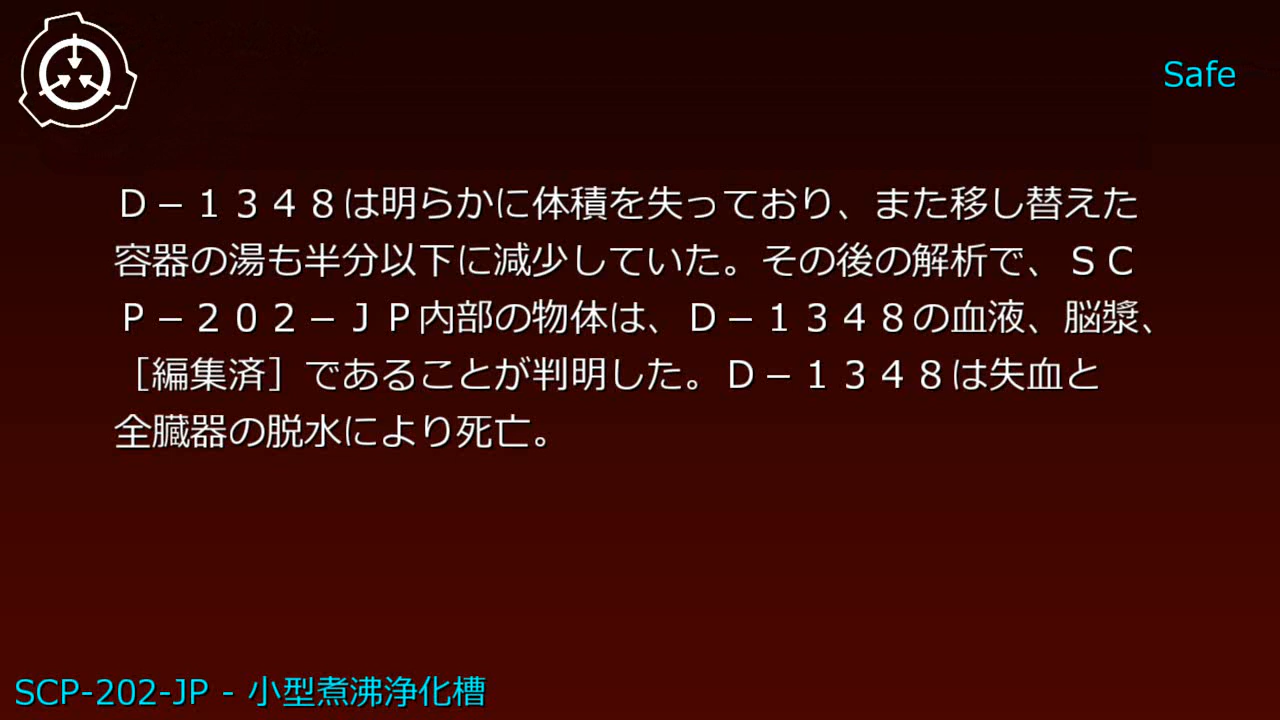 Safe
Ｄ－１３４８は明らかに体積を失っており、また移し替えた
容器の湯も半分以下に減少していた。その後の解析で、ＳＣ
Ｐ－２０２－ＪＰ内部の物体は、Ｄ－１３４８の血液、脳漿、
［編集済］であることが判明した。Ｄ－１３４８は失血と
全臓器の脱水により死亡。
SCP-202-JP - 小型煮沸浄化槽